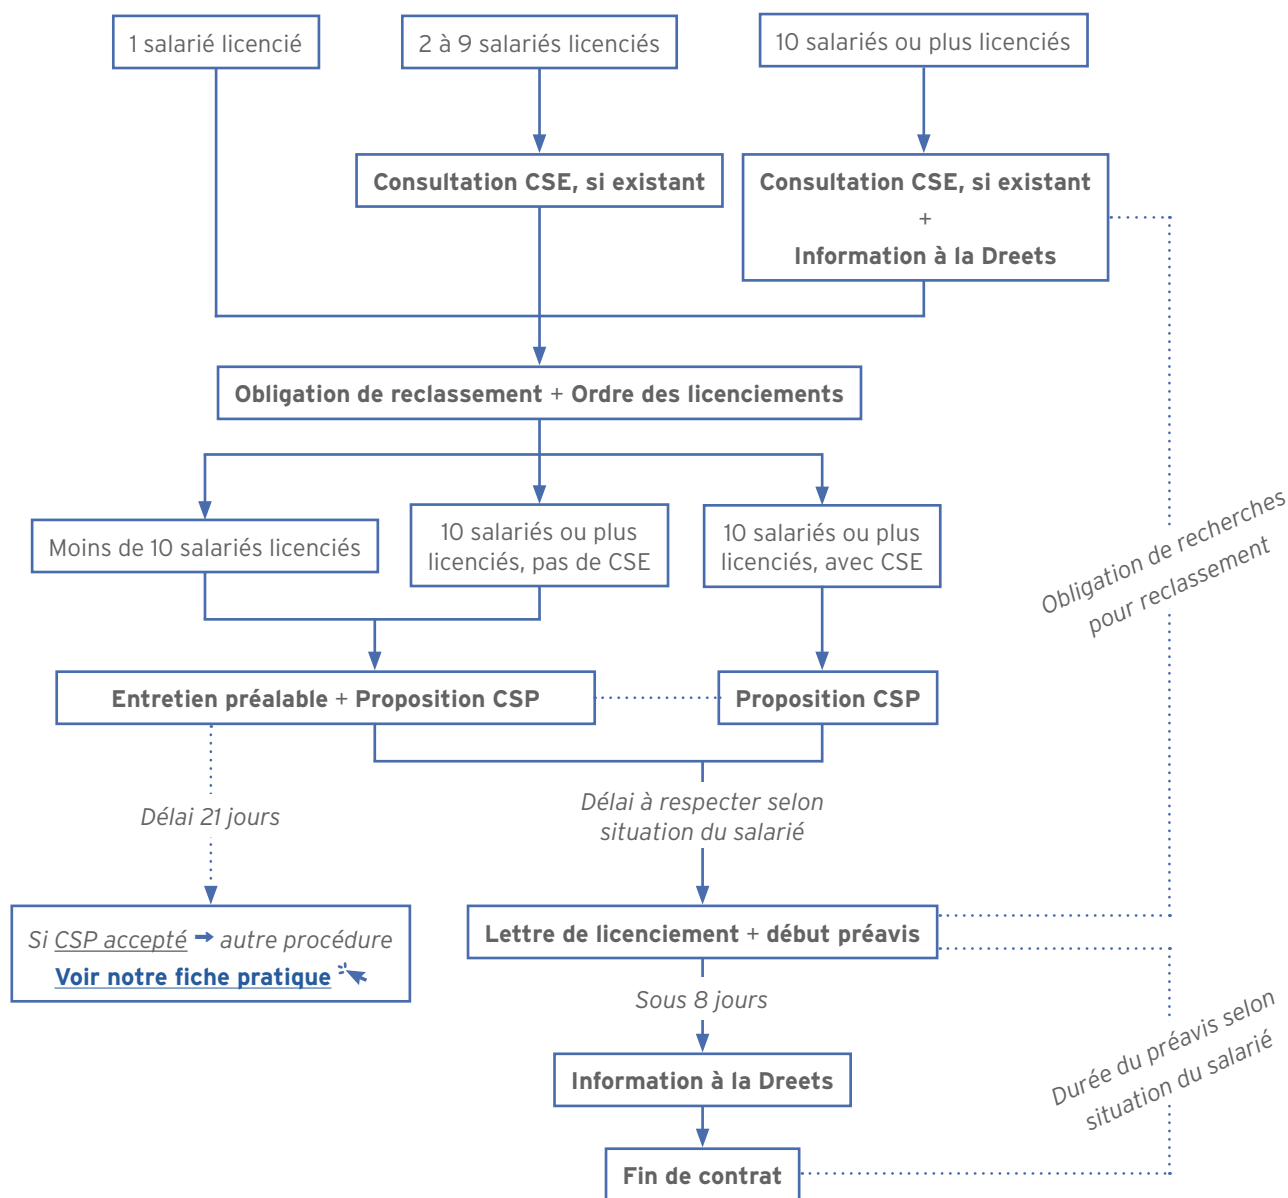 1 salarié licencié
2 à 9 salariés licenciés
10 salariés ou plus licenciés
Consultation CSE, si existant
Consultation CSE, si existant
+
Information à la Dreets
Obligation de reclassement + Ordre des licenciements
Moins de 10 salariés licenciés
10 salariés ou plus
licenciés, pas de CSE
10 salariés ou plus
licenciés, avec CSE
Obligation de recherches
pour reclassement
Entretien préalable + Proposition CSP
Proposition CSP
Délai 21 jours
Délai à respecter selon
situation du salarié
Si CSP accepté → autre procédure
Voir notre fiche pratique
Lettre de licenciement + début préavis
Sous 8 jours
Information à la Dreets
Durée du préavis selon
situation du salarié
Fin de contrat